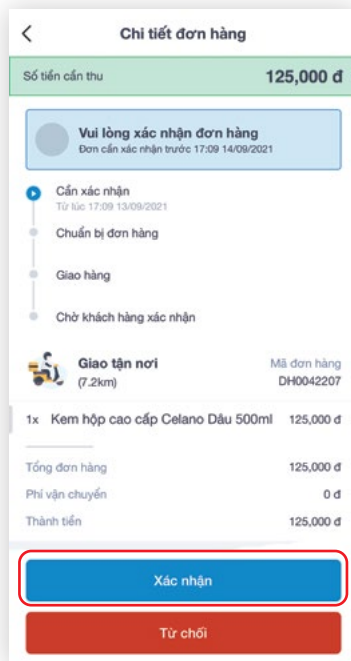 Chi tiết đơn hàng
Số tiền cần thu 125,000 đ
Vui lòng xác nhận đơn hàng
Đơn cần xác nhận trước 17:09 14/09/2021
Cần xác nhận
Từ lúc 17:09 13/09/2021
Chuẩn bị đơn hàng
Giao hàng
Chờ khách hàng xác nhận
Giao tận nơi Mã đơn hàng
(7.2km) DH0042207
1x Kem hộp cao cấp Celano Dâu 500ml 125,000 đ
Tổng đơn hàng 125,000 đ
Phí vận chuyển 0 đ
Thành tiền 125,000 đ
Xác nhận
Từ chối